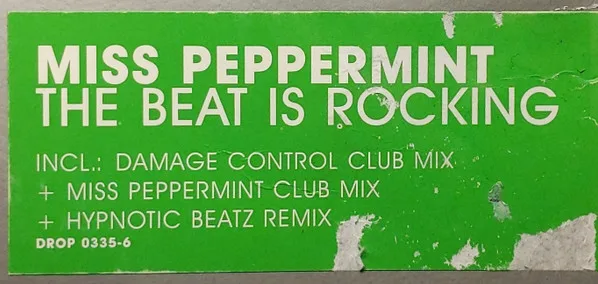 MISS PEPPERMINT
THE BEAT IS ROCKING
INCL.: DAMAGE CONTROL CLUB MIX
+ MISS PEPPERMINT CLUB MIX
+ HYPNOTIC BEATZ REMIX
DROP 0335-6